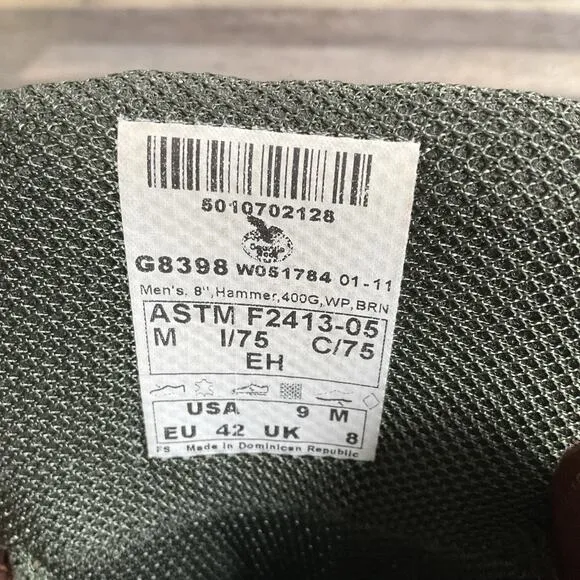 5010702128
Georgia
Boot
G8398 W051784 01-11
Men's, 8",Hammer,400G,WP,BRN
ASTM F2413-05
M I/75 C/75
EH
USA 9 M
EU 42 UK 8
FS Made in Dominican Republic